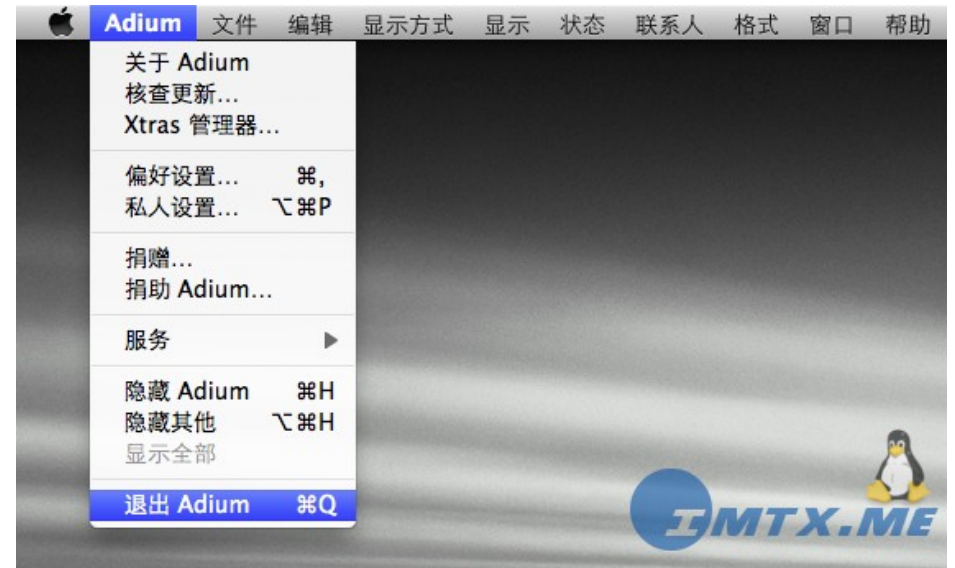 Adium 文件 编辑 显示方式 显示 状态 联系人 格式 窗口 帮助
关于 Adium
核查更新...
Xtras 管理器...
偏好设置... ⌘,
私人设置... ⌥⌘P
捐赠...
捐助 Adium...
服务 ▶
隐藏 Adium ⌘H
隐藏其他 ⌥⌘H
显示全部
退出 Adium ⌘Q
IMTX.ME